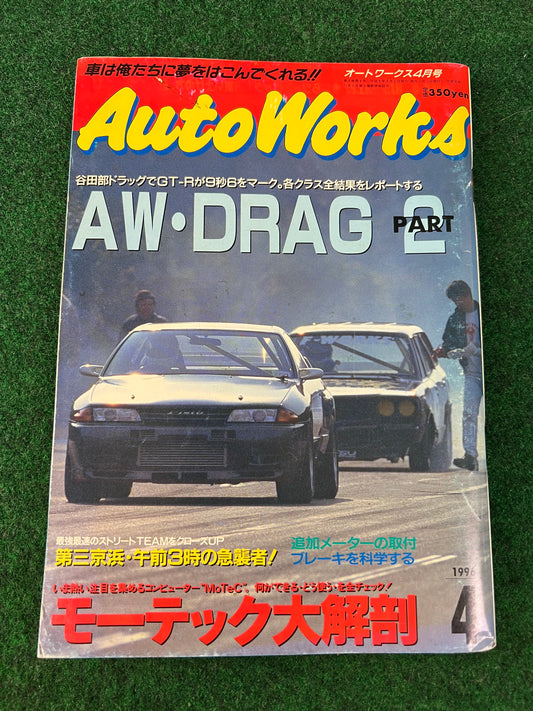 車は俺たちに夢をはこんでくれる!!
オートワークス4月号
350yen
AutoWorks
谷田部ドラッグでGT-Rが9秒6をマーク。各クラス全結果をレポートする
AW・DRAG 2
PART
最強最速のストリートTEAMをクローズUP
第三京浜・午前3時の急襲者!
追加メーターの取付
ブレーキを科学する
いま熱い注目を集めるコンピューター"MoTeC"。何ができる・どう使う・を全チェック!
モーテック大解剖
1996
4